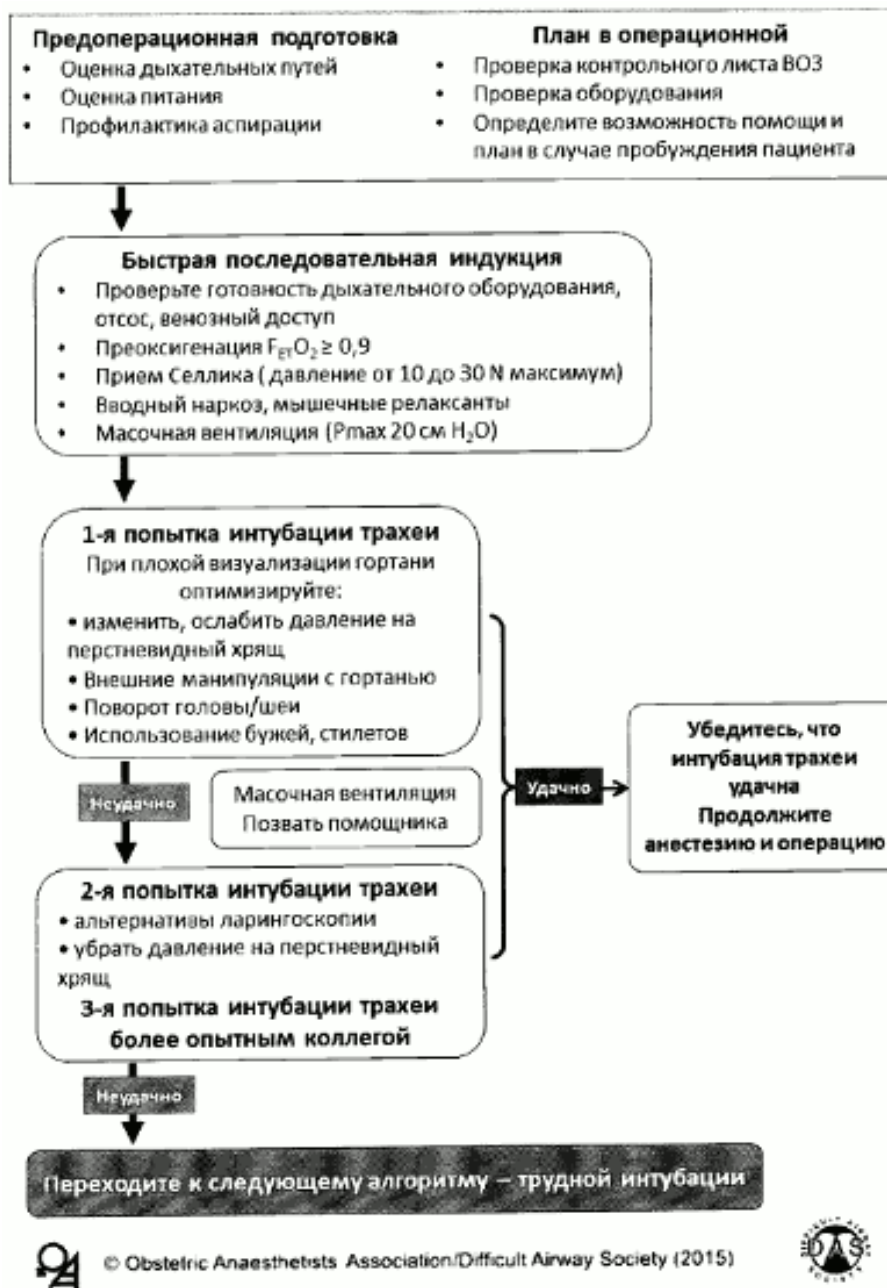 Предоперационная подготовка
• Оценка дыхательных путей
• Оценка питания
• Профилактика аспирации
План в операционной
• Проверка контрольного листа ВОЗ
• Проверка оборудования
• Определите возможность помощи и
план в случае пробуждения пациента
Быстрая последовательная индукция
• Проверьте готовность дыхательного оборудования,
отсос, венозный доступ
• Преоксигенация FETO2 ≥ 0,9
• Прием Селлика ( давление от 10 до 30 N максимум)
• Вводный наркоз, мышечные релаксанты
• Масочная вентиляция (Pmax 20 см H2O)
1-я попытка интубации трахеи
При плохой визуализации гортани
оптимизируйте:
• изменить, ослабить давление на
перстневидный хрящ
• Внешние манипуляции с гортанью
• Поворот головы/шеи
• Использование бужей, стилетов
Неудачно
Масочная вентиляция
Позвать помощника
Удачно
Убедитесь, что
интубация трахеи
удачна
Продолжите
анестезию и операцию
2-я попытка интубации трахеи
• альтернативы ларингоскопии
• убрать давление на перстневидный
хрящ
3-я попытка интубации трахеи
более опытным коллегой
Неудачно
Переходите к следующему алгоритму – трудной интубации
© Obstetric Anaesthetists Association/Difficult Airway Society (2015)
DAS